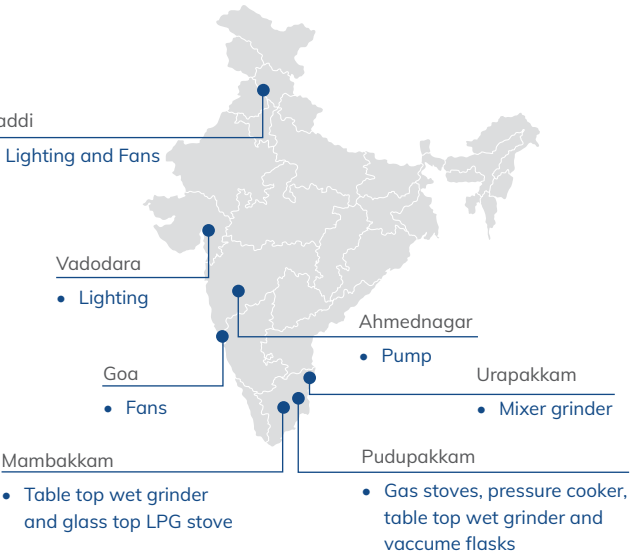 addi
Lighting and Fans
Vadodara
• Lighting
Ahmednagar
• Pump
Goa
• Fans
Urapakkam
• Mixer grinder
Mambakkam
• Table top wet grinder
and glass top LPG stove
Pudupakkam
• Gas stoves, pressure cooker,
table top wet grinder and
vaccume flasks